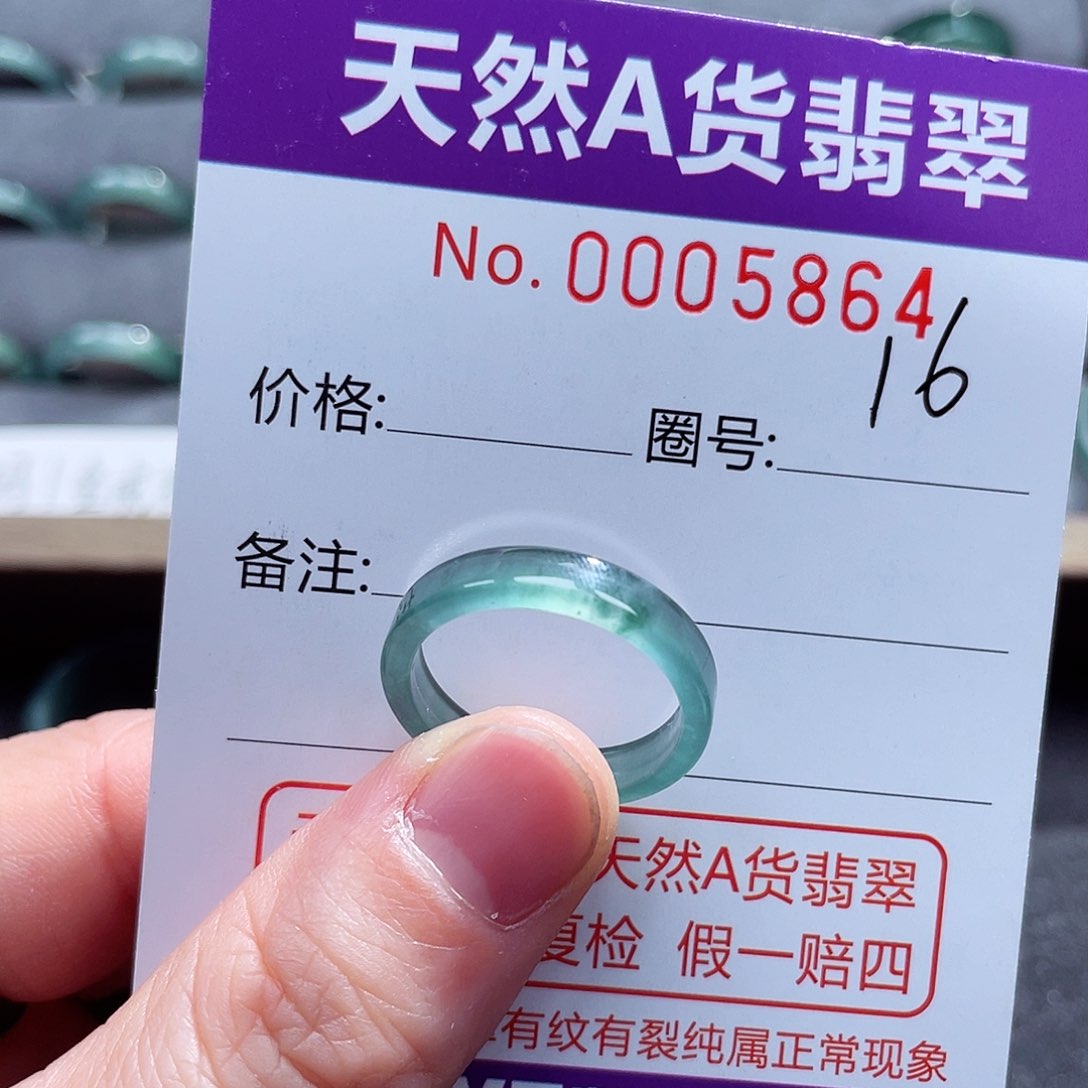 天然A货翡翠
No. 0005864
16
价格: 圈号:
备注:
天然A货翡翠
复检 假一赔四
有纹有裂纯属正常现象